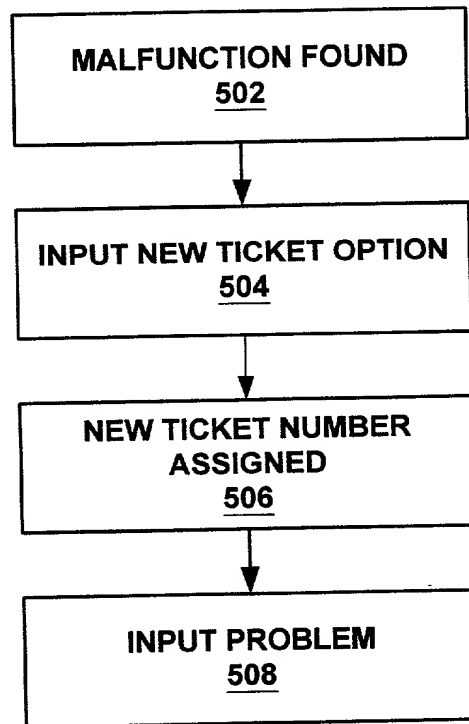 MALFUNCTION FOUND
502
INPUT NEW TICKET OPTION
504
NEW TICKET NUMBER
ASSIGNED
506
INPUT PROBLEM
508